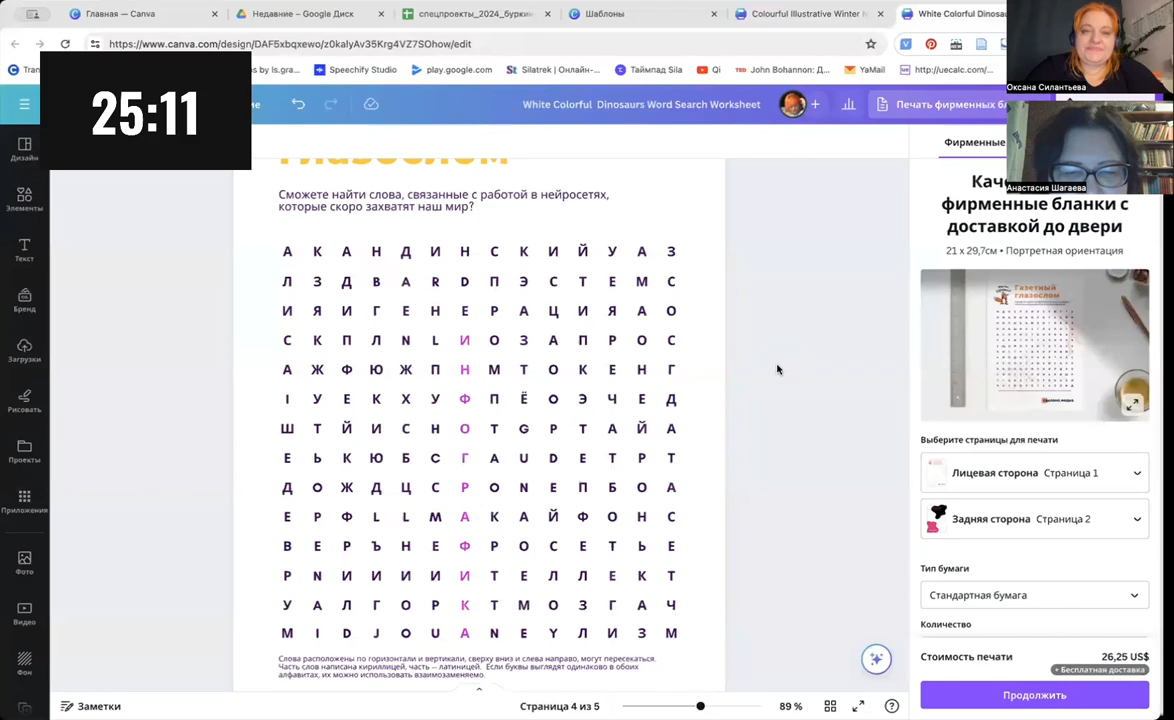 Главная – Canva
Недавние – Google Диск
спецпроекты_2024_буркин
Шаблоны
Colourful Illustrative Winter
White Colorful Dinosau
https://www.canva.com/design/DAF5xbqxewo/z0kalyAv35Krg4VZ7SOhow/edit
Speechify Studio
play.google.com
Silatrek | Онлайн-...
Таймпад Sila
Qi
John Bohannon: Д...
YaMail
http://uecalc.com/...
25:11
White Colorful Dinosaurs Word Search Worksheet
Печать фирменных бл
Оксана Силантьева
Анастасия Шагаева
Дизайн
Элементы
Текст
Бренд
Загрузки
Рисовать
Проекты
Приложения
Фото
Видео
Фон
глазослом
Сможете найти слова, связанные с работой в нейросетях,
которые скоро захватят наш мир?
А К А Н Д И Н С К И Й У А З
Л З Д B A R D П Э С Т Е М С
И Я И Г Е Н Е Р А Ц И Я А О
С К П Л N L И О З А П Р О С
А Ж Ф Ю Ж П Н М Т О К Е Н Г
І У Е К Х У Ф П Ё О Э Ч Е Д
Ш Т Й И С Н О Т G P T А Й А
Е Ь К Ю Б С Г A U D E Т Р Т
Д О Ж Д Ц С Р O N E П Б О А
Е Р Ф L L M А К А Й Ф О Н С
В Е Р Ъ Н Е Ф Р О С Е Т Ь Е
Р N И И И И И Т Е Л Л Е К Т
У А Л Г О Р К Т М О З Г А Ч
M I D J O U А N E Y Л И З М
Слова расположены по горизонтали и вертикали, сверху вниз и слева направо, могут пересекаться.
Часть слов написана кириллицей, часть – латиницей. Если буквы выглядят одинаково в обоих
алфавитах, их можно использовать взаимозаменяемо.
Фирменные
Кач
фирменные бланки с
доставкой до двери
21 x 29,7см • Портретная ориентация
Газетный
глазослом
Выберите страницы для печати
Лицевая сторона Страница 1
Задняя сторона Страница 2
Тип бумаги
Стандартная бумага
Количество
Стоимость печати 26,25 US$
+ Бесплатная доставка
Продолжить
Заметки
Страница 4 из 5
89 %